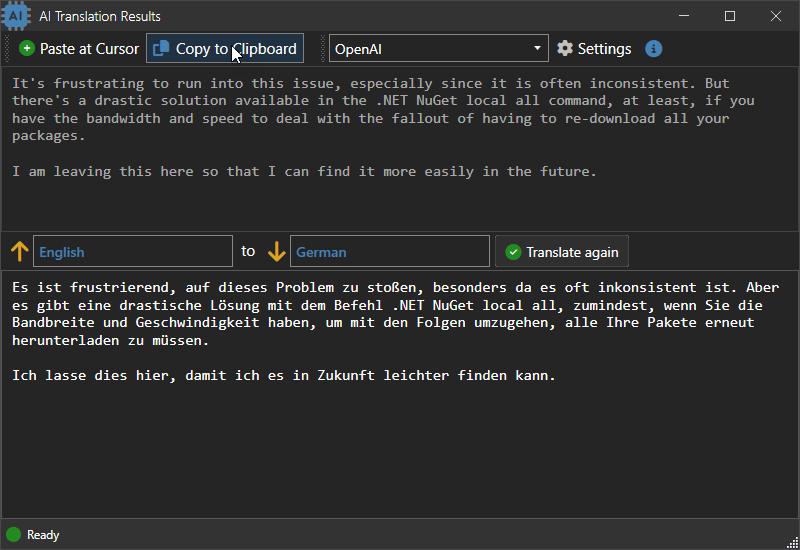 AI
AI Translation Results
Paste at Cursor
Copy to Clipboard
OpenAI
Settings
It's frustrating to run into this issue, especially since it is often inconsistent. But
there's a drastic solution available in the .NET NuGet local all command, at least, if you
have the bandwidth and speed to deal with the fallout of having to re-download all your
packages.
I am leaving this here so that I can find it more easily in the future.
English
to
German
Translate again
Es ist frustrierend, auf dieses Problem zu stoßen, besonders da es oft inkonsistent ist. Aber
es gibt eine drastische Lösung mit dem Befehl .NET NuGet local all, zumindest, wenn Sie die
Bandbreite und Geschwindigkeit haben, um mit den Folgen umzugehen, alle Ihre Pakete erneut
herunterladen zu müssen.
Ich lasse dies hier, damit ich es in Zukunft leichter finden kann.
Ready